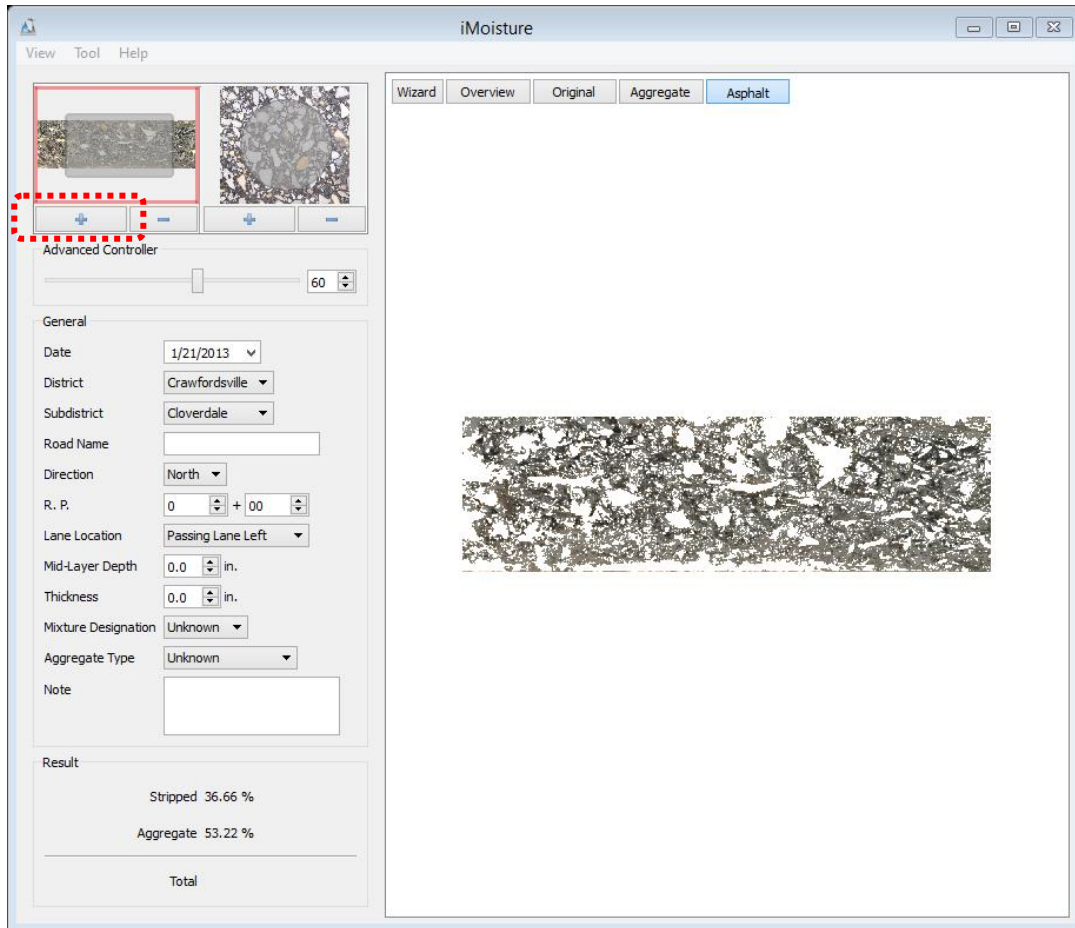 iMoisture
View Tool Help
Wizard Overview Original Aggregate Asphalt
Advanced Controller
60
General
Date 1/21/2013
District Crawfordsville
Subdistrict Cloverdale
Road Name
Direction North
R. P. 0 + 00
Lane Location Passing Lane Left
Mid-Layer Depth 0.0 in.
Thickness 0.0 in.
Mixture Designation Unknown
Aggregate Type Unknown
Note
Result
Stripped 36.66 %
Aggregate 53.22 %
Total